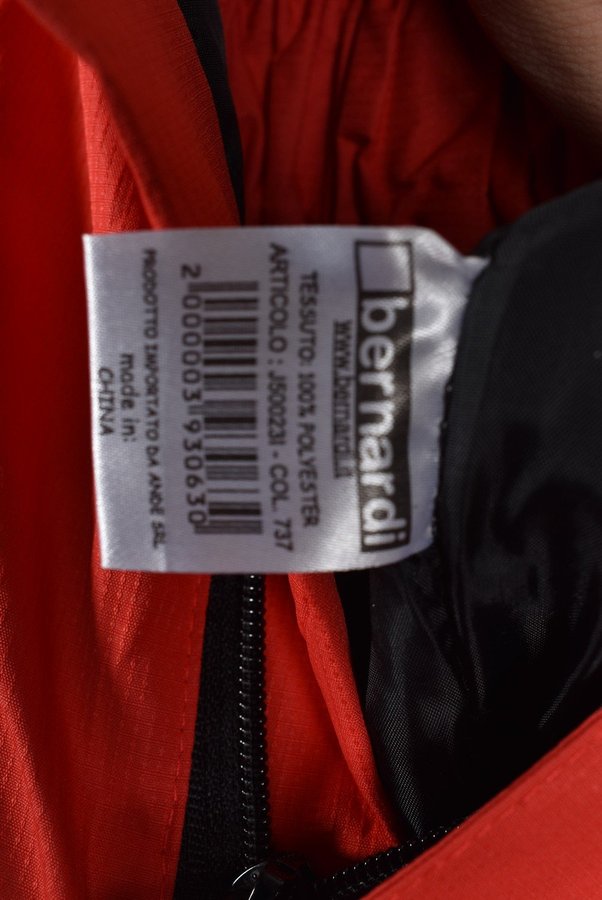 bernardi
www.bernardi.it
TESSUTO: 100% POLYESTER
ARTICOLO : J500231 - COL. 737
2 000003 930630
PRODOTTO IMPORTATO DA ANDE SRL
made in:
CHINA